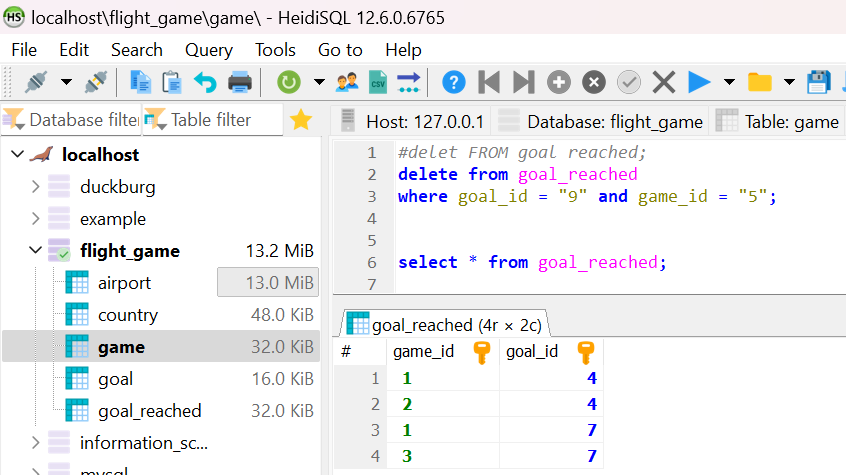 HS localhost\flight_game\game\ - HeidiSQL 12.6.0.6765
File Edit Search Query Tools Go to Help
CSV
Database filter Table filter
Host: 127.0.0.1 Database: flight_game Table: game
localhost
duckburg
example
flight_game 13.2 MiB
airport 13.0 MiB
country 48.0 KiB
game 32.0 KiB
goal 16.0 KiB
goal_reached 32.0 KiB
information_sc...
mysql
1 #delet FROM goal reached;
2 delete from goal_reached
3 where goal_id = "9" and game_id = "5";
4
5
6 select * from goal_reached;
7
goal_reached (4r × 2c)
# game_id goal_id
1 1 4
2 2 4
3 1 7
4 3 7